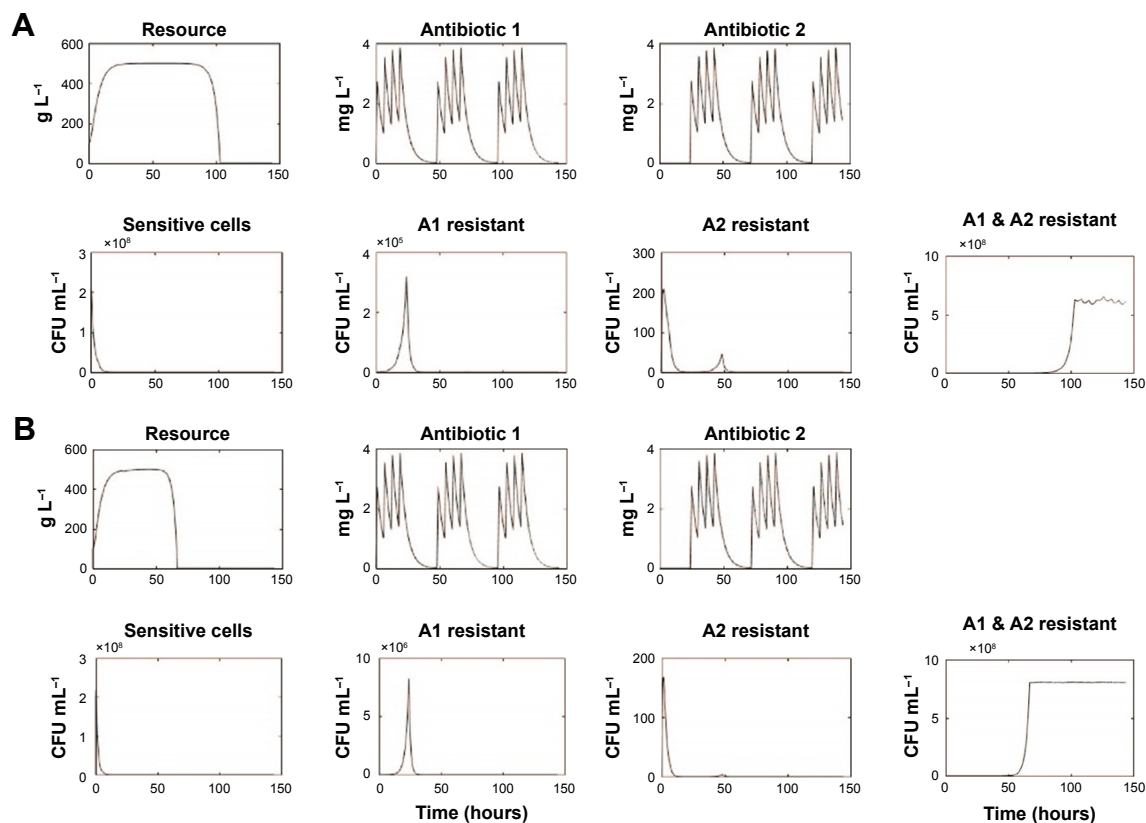 A
Resource
Antibiotic 1
Antibiotic 2
600
400
200
0
g L⁻¹
0 50 100 150
4
2
0
mg L⁻¹
0 50 100 150
4
2
0
mg L⁻¹
0 50 100 150
Sensitive cells
A1 resistant
A2 resistant
A1 & A2 resistant
×10⁸
3
2
1
0
CFU mL⁻¹
0 50 100 150
×10⁵
4
2
0
CFU mL⁻¹
0 50 100 150
300
200
100
0
CFU mL⁻¹
0 50 100 150
×10⁸
10
5
0
CFU mL⁻¹
0 50 100 150
B
Resource
Antibiotic 1
Antibiotic 2
600
400
200
0
g L⁻¹
0 50 100 150
4
2
0
mg L⁻¹
0 50 100 150
4
2
0
mg L⁻¹
0 50 100 150
Sensitive cells
A1 resistant
A2 resistant
A1 & A2 resistant
×10⁸
3
2
1
0
CFU mL⁻¹
0 50 100 150
×10⁶
10
5
0
CFU mL⁻¹
0 50 100 150
Time (hours)
200
100
0
CFU mL⁻¹
0 50 100 150
Time (hours)
×10⁸
10
5
0
CFU mL⁻¹
0 50 100 150
Time (hours)